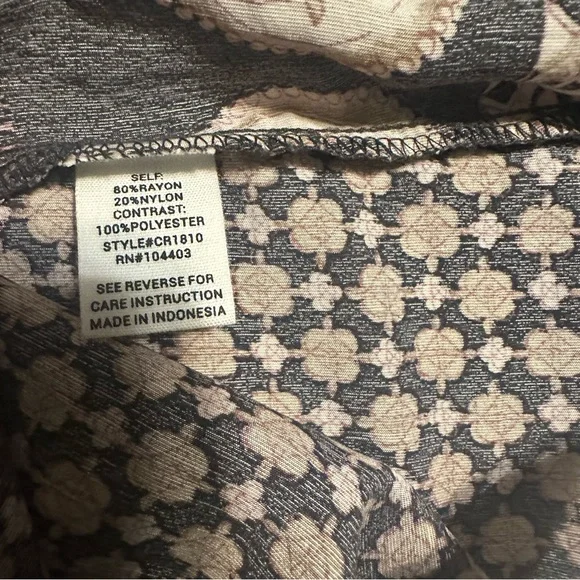 SELF:
80%RAYON
20%NYLON
CONTRAST:
100%POLYESTER
STYLE#CR1810
RN#104403
SEE REVERSE FOR
CARE INSTRUCTION
MADE IN INDONESIA